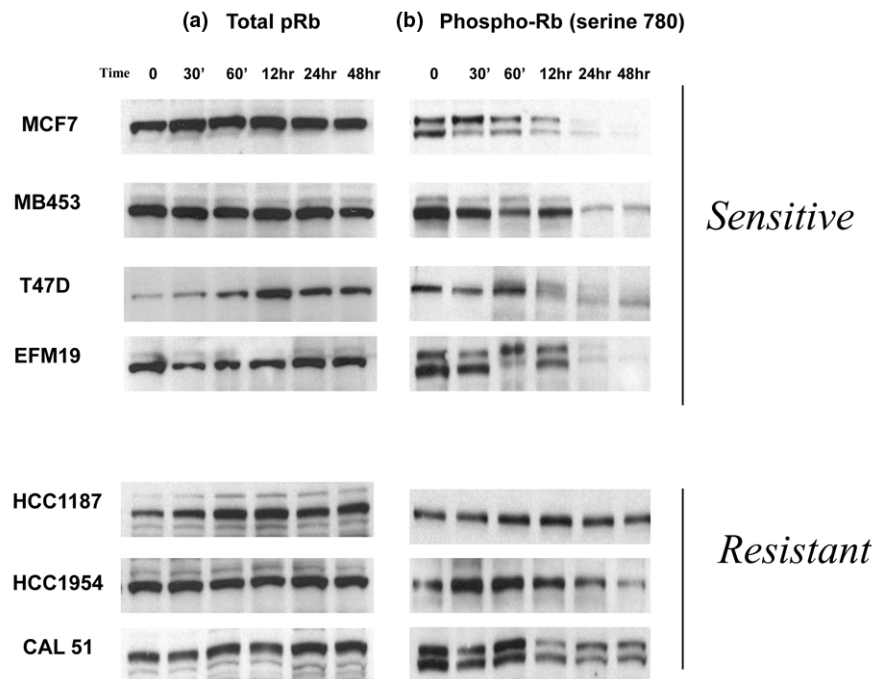 (a) Total pRb (b) Phospho-Rb (serine 780)
Time 0 30' 60' 12hr 24hr 48hr 0 30' 60' 12hr 24hr 48hr
MCF7
MB453
Sensitive
T47D
EFM19
HCC1187
Resistant
HCC1954
CAL 51